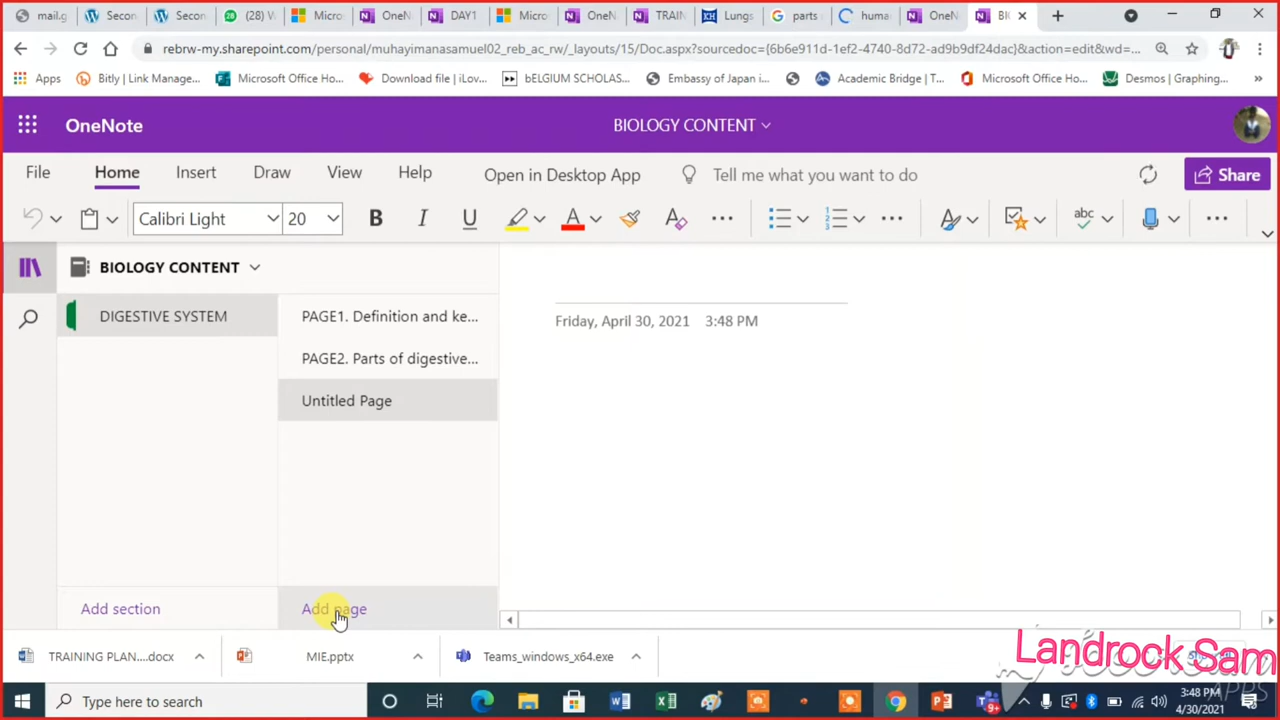 mail.g
Secon
Secon
(28) W
Micro
OneN
DAY1
Micro
OneN
TRAIN
Lungs
parts
huma
OneN
BI
rebrw-my.sharepoint.com/personal/muhayimanasamuel02_reb_ac_rw/_layouts/15/Doc.aspx?sourcedoc={6b6e911d-1ef2-4740-8d72-ad9b9df24dac}&action=edit&wd=...
Apps
Bitly | Link Manage...
Microsoft Office Ho...
Download file | iLov...
bELGIUM SCHOLAS...
Embassy of Japan i...
Academic Bridge | T...
Microsoft Office Ho...
Desmos | Graphing...
»
OneNote
BIOLOGY CONTENT
File
Home
Insert
Draw
View
Help
Open in Desktop App
Tell me what you want to do
Share
Calibri Light
20
B
I
U
A
A
abc
BIOLOGY CONTENT
DIGESTIVE SYSTEM
PAGE1. Definition and ke...
PAGE2. Parts of digestive...
Untitled Page
Friday, April 30, 2021 3:48 PM
Add section
Add page
TRAINING PLAN....docx
MIE.pptx
Teams_windows_x64.exe
Landrock Sam
Type here to search
9+
3:48 PM
4/30/2021